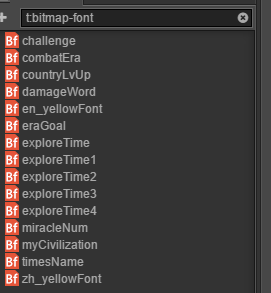 t:bitmap-font
Bf challenge
Bf combatEra
Bf countryLvUp
Bf damageWord
Bf en_yellowFont
Bf eraGoal
Bf exploreTime
Bf exploreTime1
Bf exploreTime2
Bf exploreTime3
Bf exploreTime4
Bf miracleNum
Bf myCivilization
Bf timesName
Bf zh_yellowFont